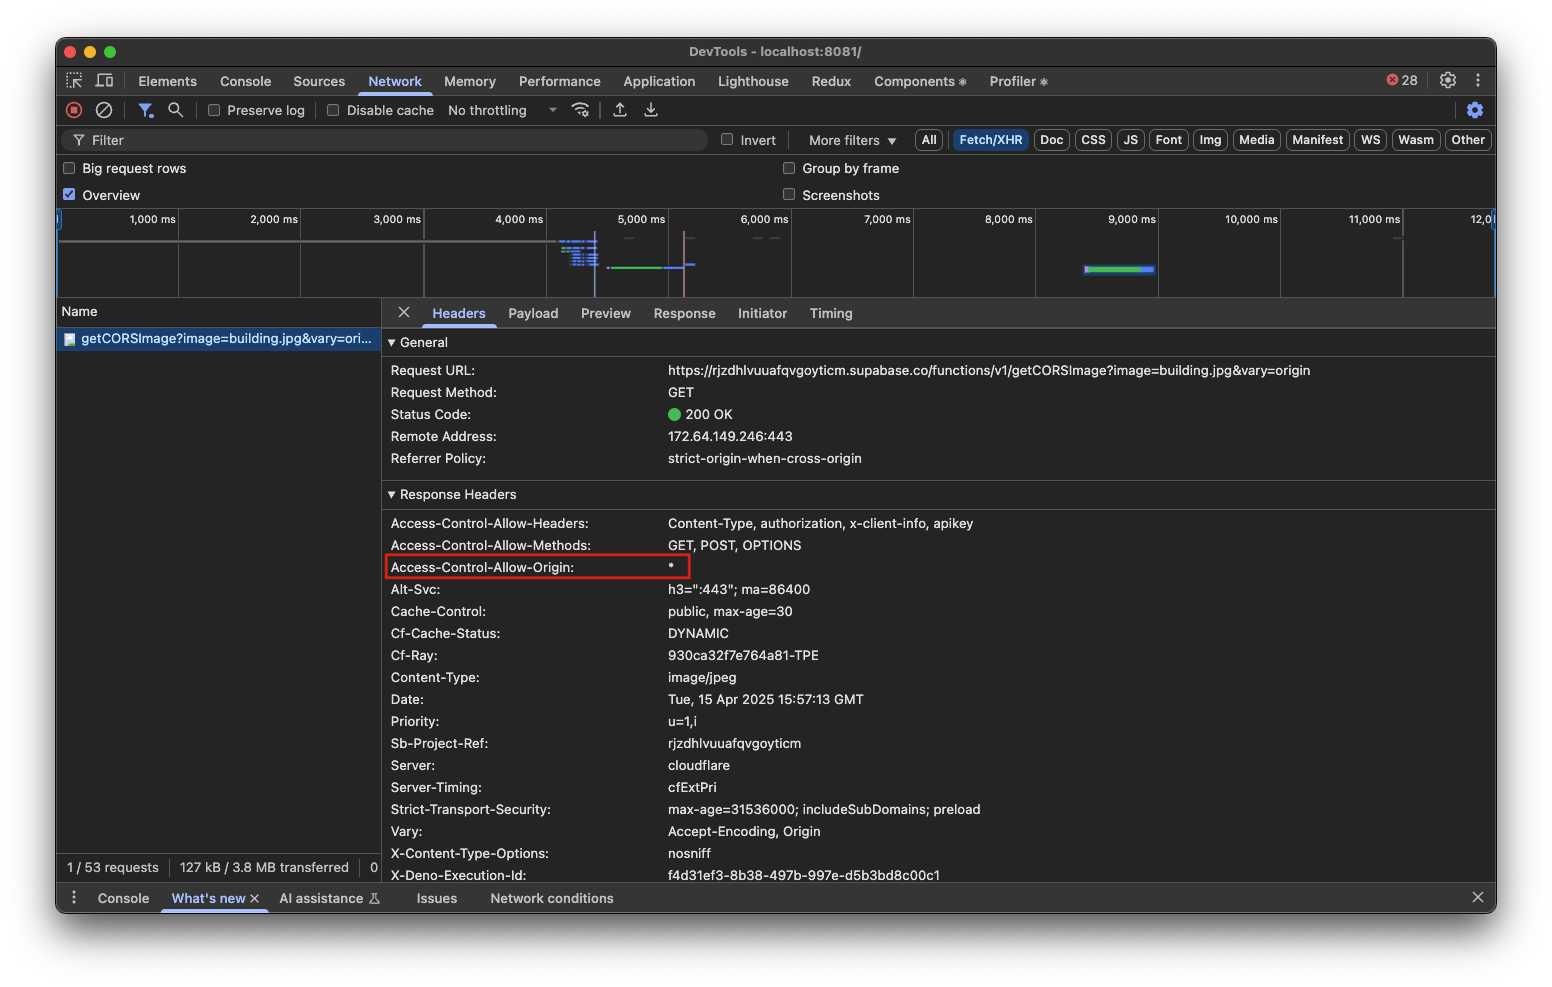 DevTools - localhost:8081/
Elements Console Sources Network Memory Performance Application Lighthouse Redux Components Profiler 28
Preserve log Disable cache No throttling
Filter Invert More filters All Fetch/XHR Doc CSS JS Font Img Media Manifest WS Wasm Other
Big request rows Group by frame
Overview Screenshots
1,000 ms 2,000 ms 3,000 ms 4,000 ms 5,000 ms 6,000 ms 7,000 ms 8,000 ms 9,000 ms 10,000 ms 11,000 ms 12,0
Name
getCORSImage?image=building.jpg&vary=ori...
Headers Payload Preview Response Initiator Timing
General
Request URL: https://rjzdhlvuuafqvgoyticm.supabase.co/functions/v1/getCORSImage?image=building.jpg&vary=origin
Request Method: GET
Status Code: 200 OK
Remote Address: 172.64.149.246:443
Referrer Policy: strict-origin-when-cross-origin
Response Headers
Access-Control-Allow-Headers: Content-Type, authorization, x-client-info, apikey
Access-Control-Allow-Methods: GET, POST, OPTIONS
Access-Control-Allow-Origin: *
Alt-Svc: h3=":443"; ma=86400
Cache-Control: public, max-age=30
Cf-Cache-Status: DYNAMIC
Cf-Ray: 930ca32f7e764a81-TPE
Content-Type: image/jpeg
Date: Tue, 15 Apr 2025 15:57:13 GMT
Priority: u=1,i
Sb-Project-Ref: rjzdhlvuuafqvgoyticm
Server: cloudflare
Server-Timing: cfExtPri
Strict-Transport-Security: max-age=31536000; includeSubDomains; preload
Vary: Accept-Encoding, Origin
X-Content-Type-Options: nosniff
X-Deno-Execution-Id: f4d31ef3-8b38-497b-997e-d5b3bd8c00c1
1 / 53 requests 127 kB / 3.8 MB transferred 0
Console What's new AI assistance Issues Network conditions